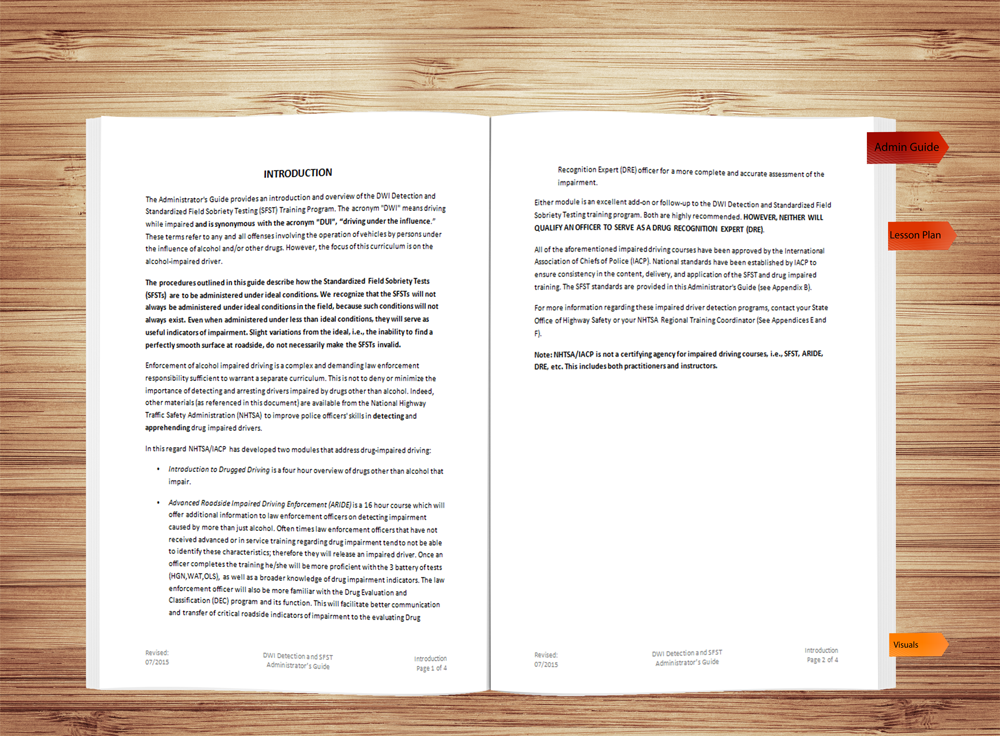 INTRODUCTION
The Administrator's Guide provides an introduction and overview of the DWI Detection and
Standardized Field Sobriety Testing (SFST) Training Program. The acronym "DWI" means driving
while impaired and is synonymous with the acronym "DUI", "driving under the influence."
These terms refer to any and all offenses involving the operation of vehicles by persons under
the influence of alcohol and/or other drugs. However, the focus of this curriculum is on the
alcohol-impaired driver.
The procedures outlined in this guide describe how the Standardized Field Sobriety Tests
(SFSTs) are to be administered under ideal conditions. We recognize that the SFSTs will not
always be administered under ideal conditions in the field, because such conditions will not
always exist. Even when administered under less than ideal conditions, they will serve as
useful indicators of impairment. Slight variations from the ideal, i.e., the inability to find a
perfectly smooth surface at roadside, do not necessarily make the SFSTs invalid.
Enforcement of alcohol impaired driving is a complex and demanding law enforcement
responsibility sufficient to warrant a separate curriculum. This is not to deny or minimize the
importance of detecting and arresting drivers impaired by drugs other than alcohol. Indeed,
other materials (as referenced in this document) are available from the National Highway
Traffic Safety Administration (NHTSA) to improve police officers' skills in detecting and
apprehending drug impaired drivers.
In this regard NHTSA/IACP has developed two modules that address drug-impaired driving:
• Introduction to Drugged Driving is a four hour overview of drugs other than alcohol that
impair.
• Advanced Roadside Impaired Driving Enforcement (ARIDE) is a 16 hour course which will
offer additional information to law enforcement officers on detecting impairment
caused by more than just alcohol. Often times law enforcement officers that have not
received advanced or in service training regarding drug impairment tend to not be able
to identify these characteristics; therefore they will release an impaired driver. Once an
officer completes the training he/she will be more proficient with the 3 battery of tests
(HGN,WAT,OLS), as well as a broader knowledge of drug impairment indicators. The law
enforcement officer will also be more familiar with the Drug Evaluation and
Classification (DEC) program and its function. This will facilitate better communication
and transfer of critical roadside indicators of impairment to the evaluating Drug
Revised:
07/2015
DWI Detection and SFST
Administrator's Guide
Introduction
Page 1 of 4
Recognition Expert (DRE) officer for a more complete and accurate assessment of the
impairment.
Either module is an excellent add-on or follow-up to the DWI Detection and Standardized Field
Sobriety Testing training program. Both are highly recommended. HOWEVER, NEITHER WILL
QUALIFY AN OFFICER TO SERVE AS A DRUG RECOGNITION EXPERT (DRE).
All of the aforementioned impaired driving courses have been approved by the International
Association of Chiefs of Police (IACP). National standards have been established by IACP to
ensure consistency in the content, delivery, and application of the SFST and drug impaired
training. The SFST standards are provided in this Administrator's Guide (see Appendix B).
For more information regarding these impaired driver detection programs, contact your State
Office of Highway Safety or your NHTSA Regional Training Coordinator (See Appendices E and
F).
Note: NHTSA/IACP is not a certifying agency for impaired driving courses, i.e., SFST, ARIDE,
DRE, etc. This includes both practitioners and instructors.
Revised:
07/2015
DWI Detection and SFST
Administrator's Guide
Introduction
Page 2 of 4
Admin Guide
Lesson Plan
Visuals